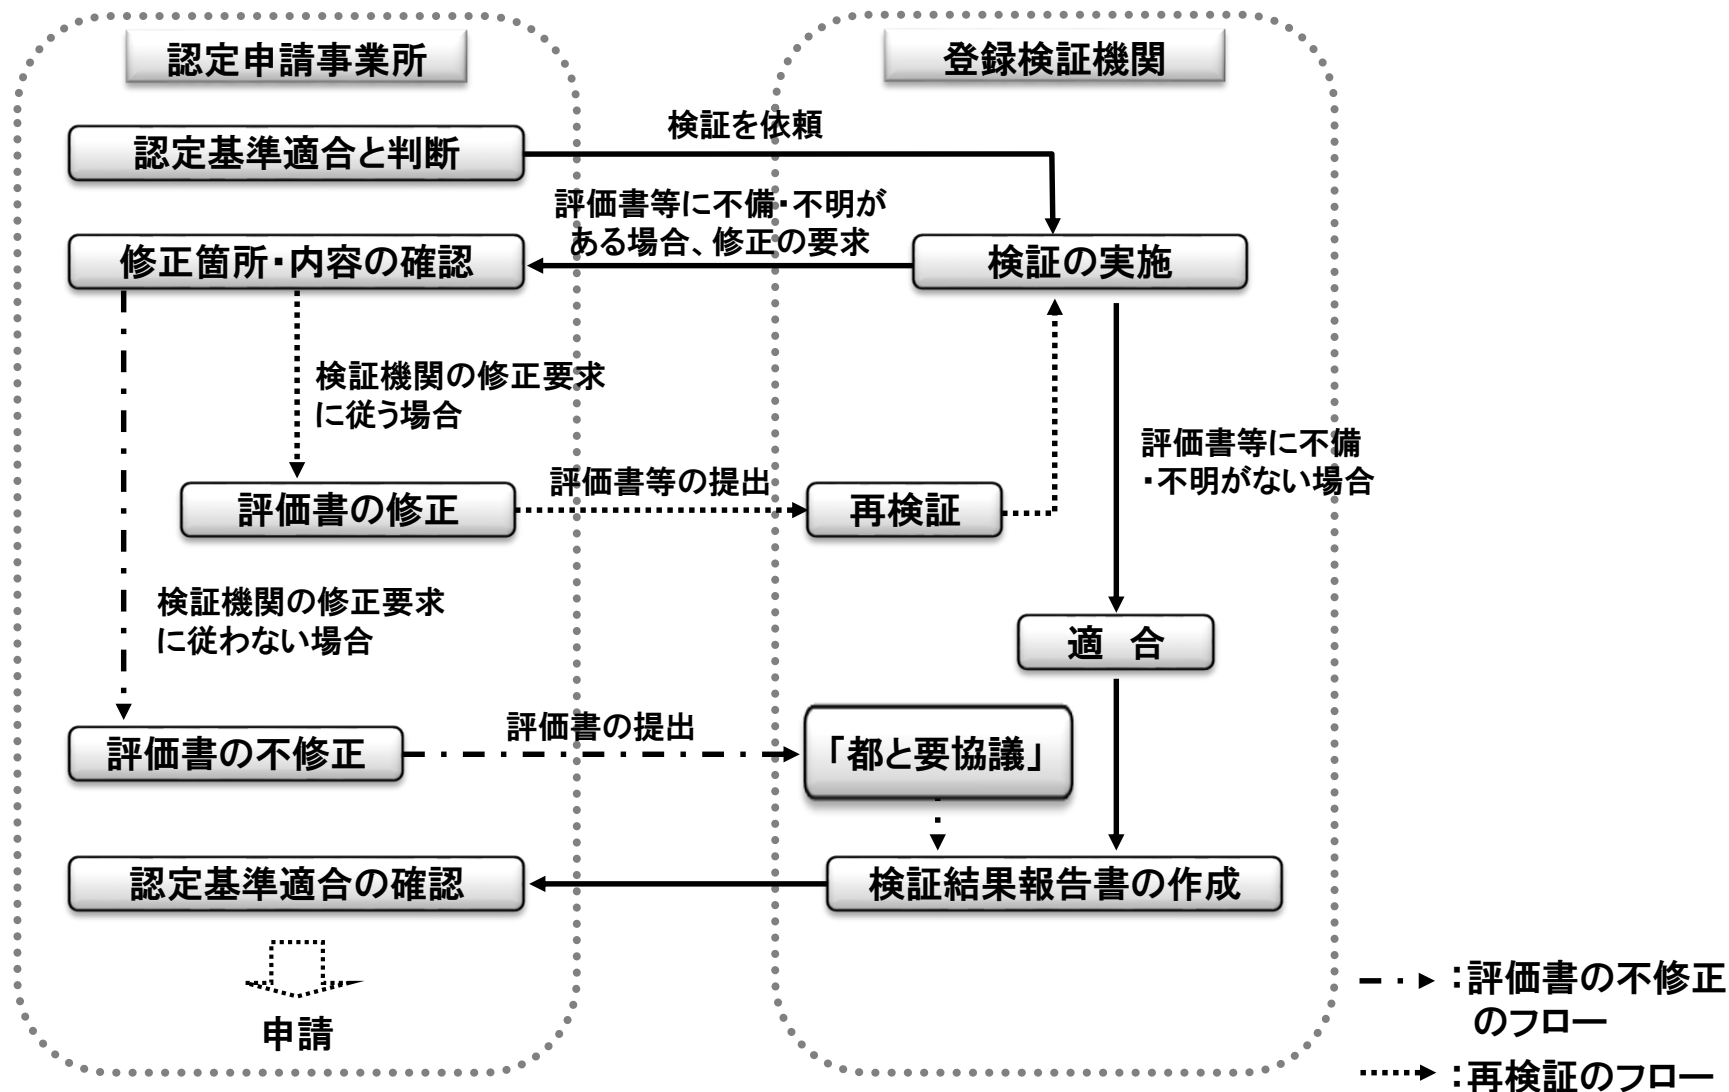 認定申請事業所
登録検証機関
認定基準適合と判断
検証を依頼
評価書等に不備・不明が
ある場合、修正の要求
修正箇所・内容の確認
検証の実施
検証機関の修正要求
に従う場合
評価書等に不備
・不明がない場合
評価書の修正
評価書等の提出
再検証
検証機関の修正要求
に従わない場合
適　合
評価書の不修正
評価書の提出
「都と要協議」
認定基準適合の確認
検証結果報告書の作成
申請
：評価書の不修正
のフロー
：再検証のフロー